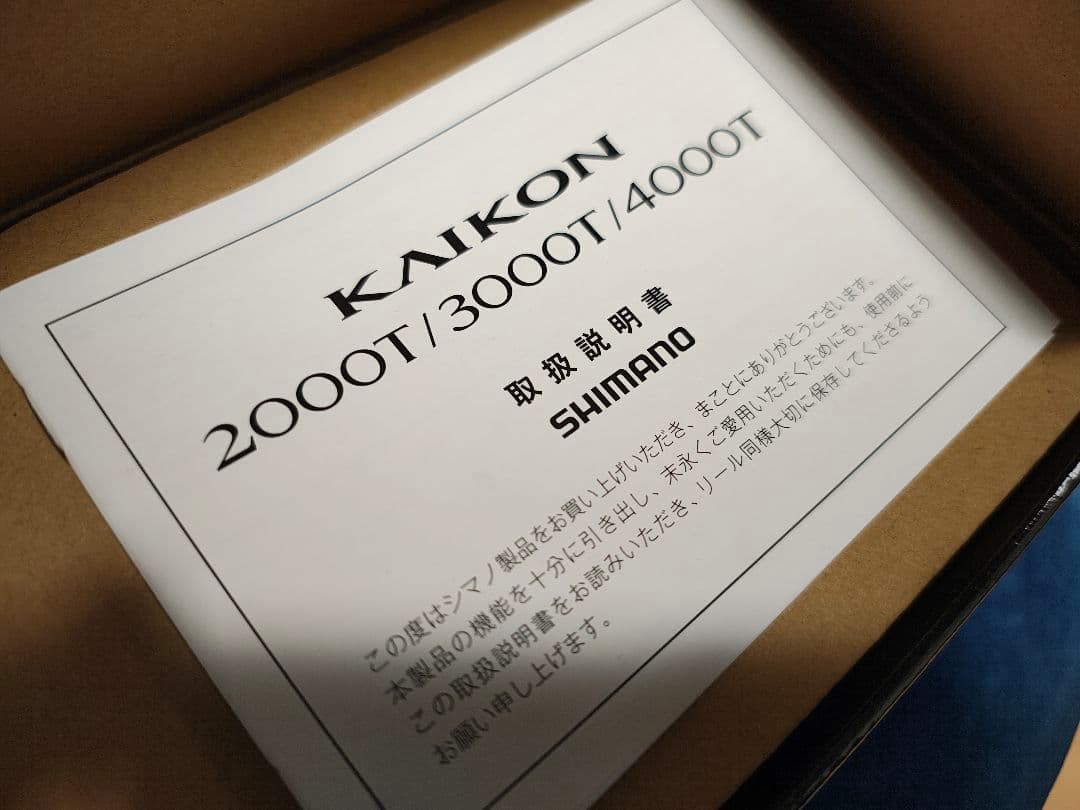 KAIKON
2000T/3000T/4000T
取扱説明書
SHIMANO
この度はシマノ製品をお買い上げいただき、まことにありがとうございます。
本製品の機能を十分に引き出し、末永くご愛用いただくためにも、使用前に
この取扱説明書をお読みいただき、リール同様大切に保存してくださるよう
お願い申し上げます。